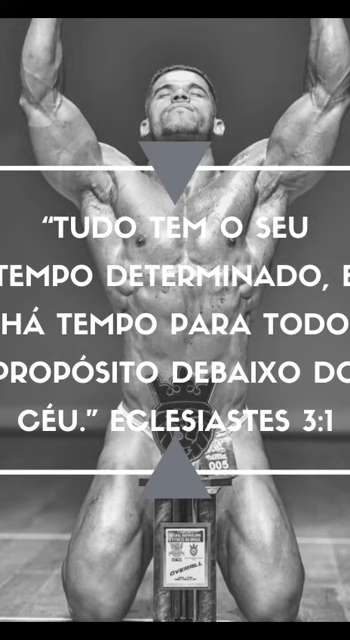 “TUDO TEM O SEU
TEMPO DETERMINADO, E
HÁ TEMPO PARA TODO
PROPÓSITO DEBAIXO DO
CÉU.” ECLESIASTES 3:1
005
OVERALL